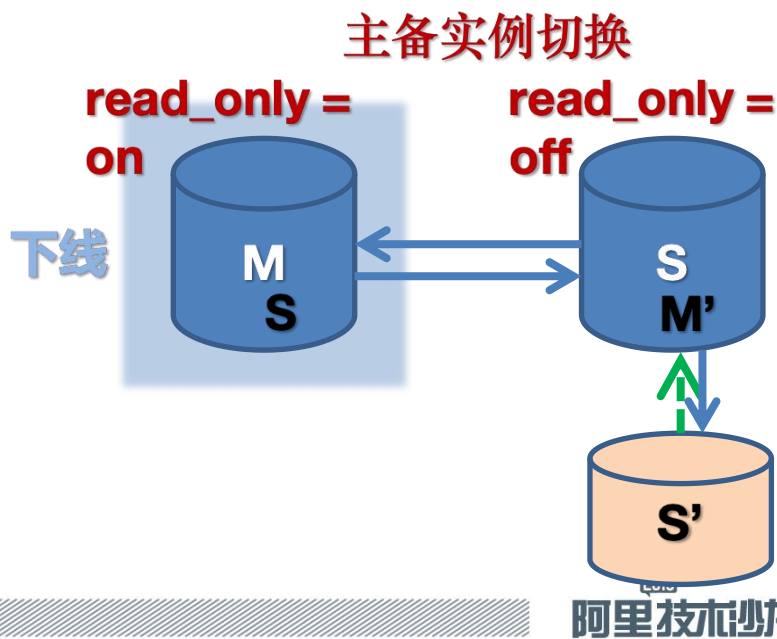 主备实例切换
read_only =
on
read_only =
off
下线
M
S
S
M’
S’
阿里技术沙